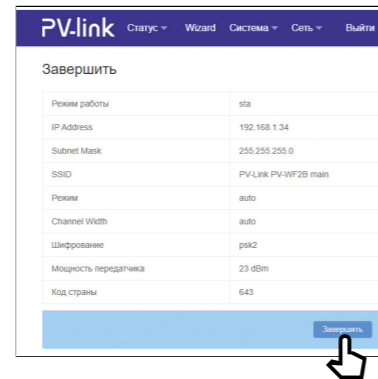 PV-link Статус Wizard Система Сеть Выйти
Завершить
Режим работы sta
IP Address 192.168.1.34
Subnet Mask 255.255.255.0
SSID PV-Link PV-WF2B main
Режим auto
Channel Width auto
Шифрование psk2
Мощность передатчика 23 dBm
Код страны 643
Завершить